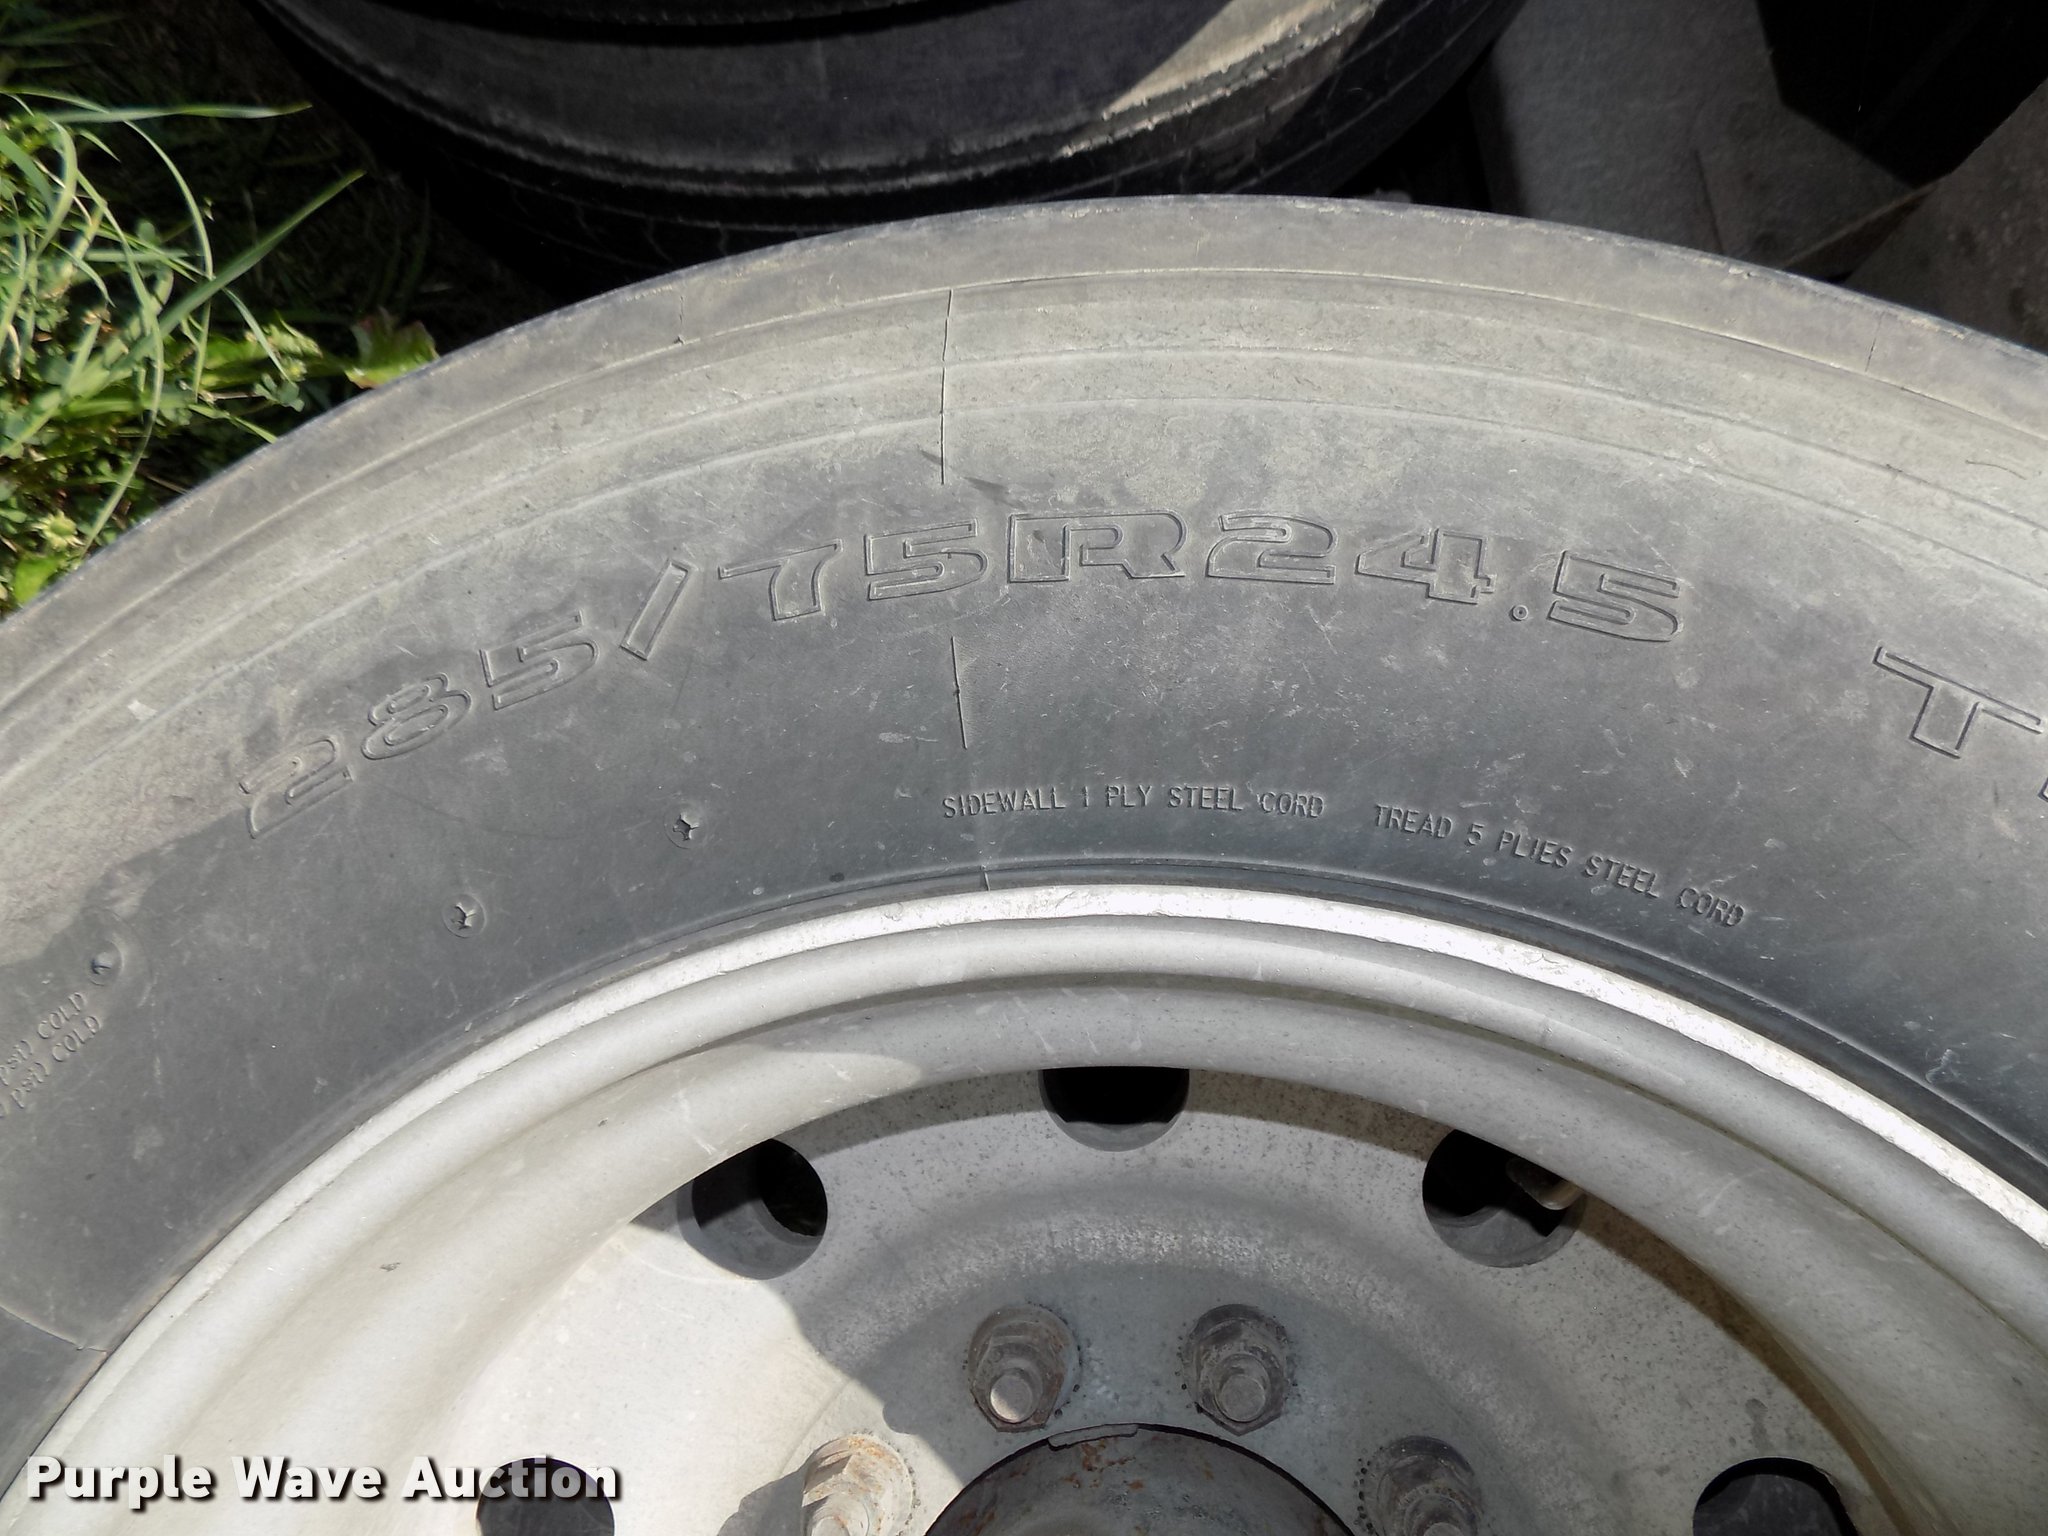 285/75R24.5
SIDEWALL 1 PLY STEEL CORD TREAD 5 PLIES STEEL CORD
psi) COLD
psi) COLD
Purple Wave Auction